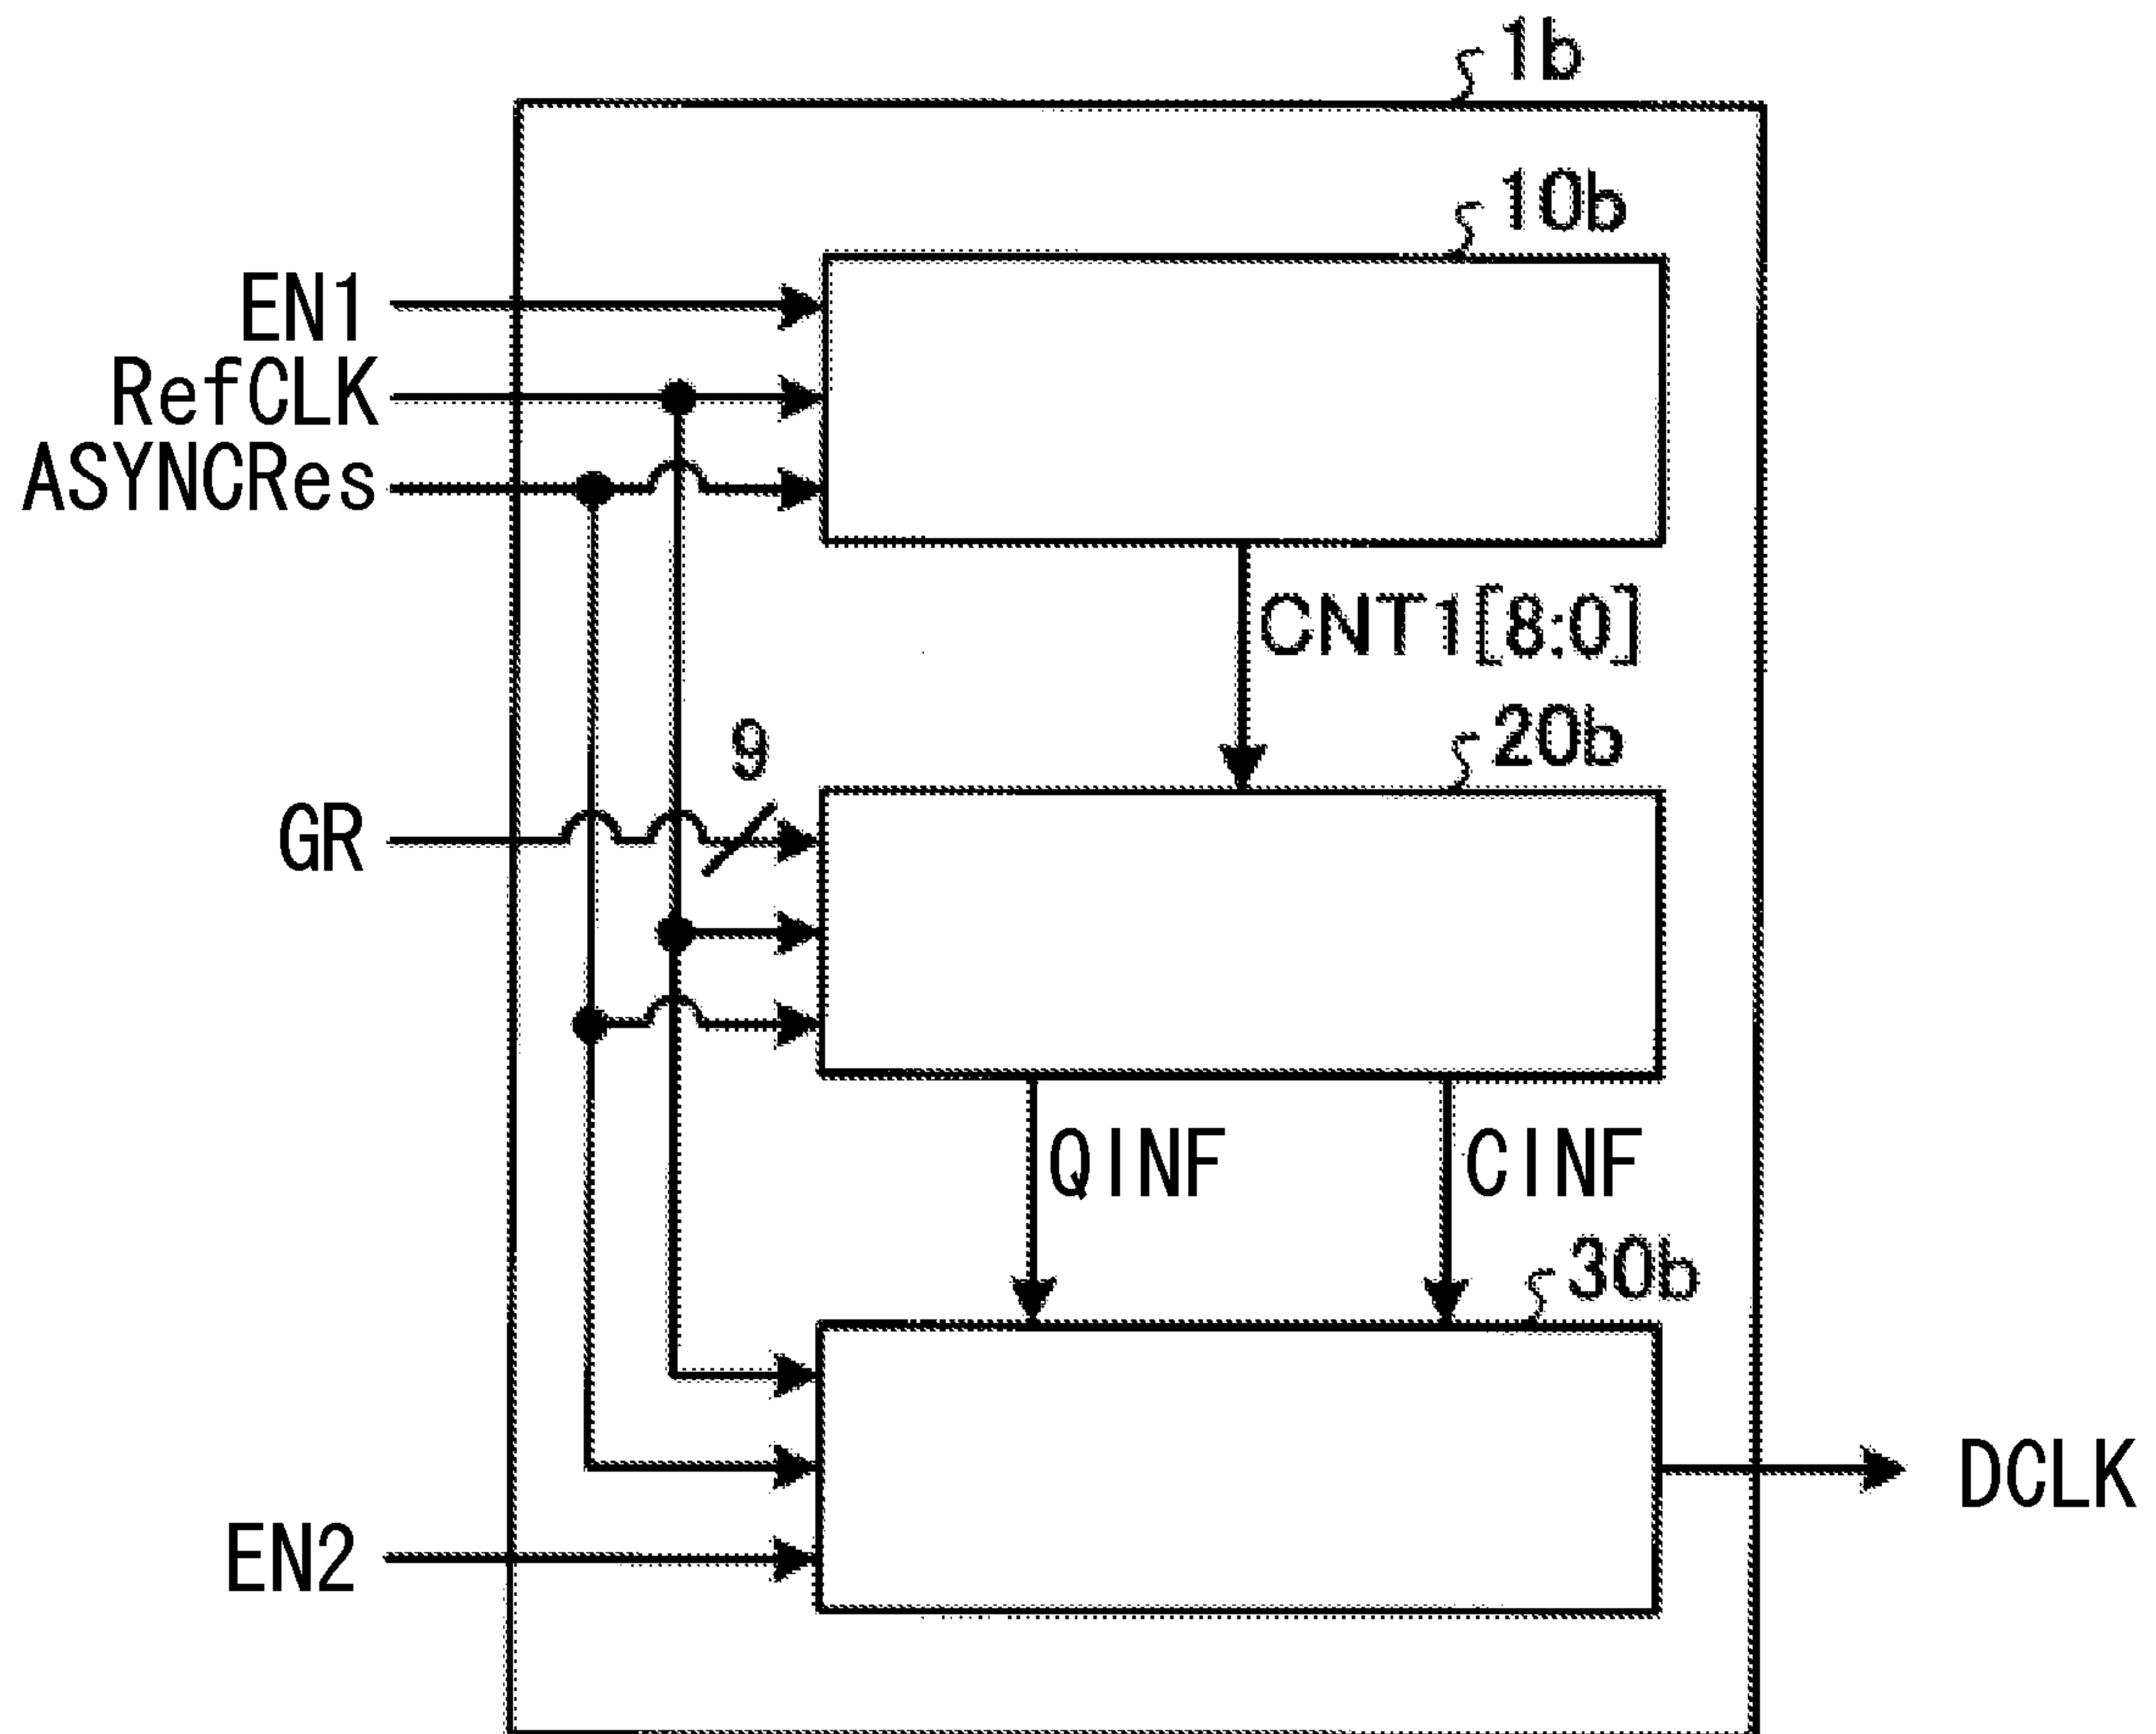 1b
10b
EN1
RefCLK
ASYNCRes
CNT1[8:0]
20b
9
GR
QINF
CINF
30b
DCLK
EN2